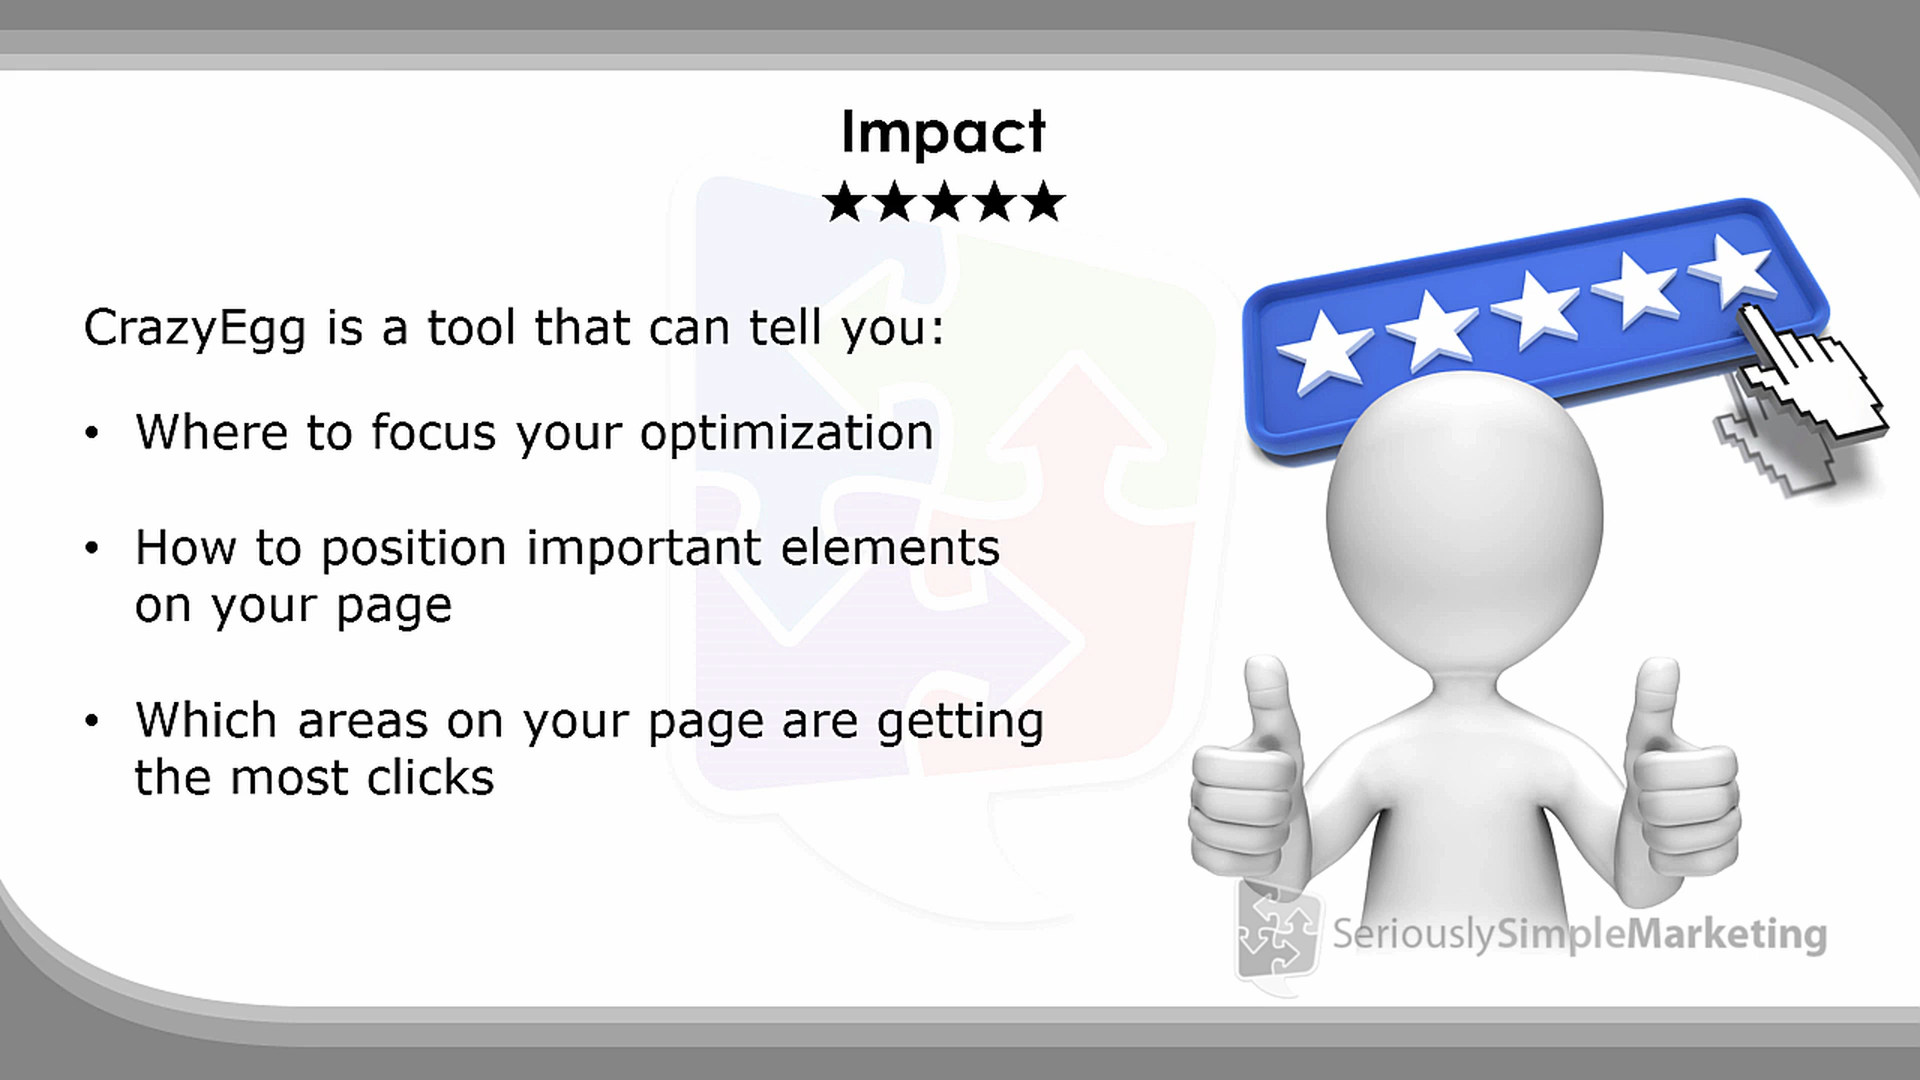 Impact
★★★★★
CrazyEgg is a tool that can tell you:
• Where to focus your optimization
• How to position important elements
on your page
• Which areas on your page are getting
the most clicks
SeriouslySimpleMarketing